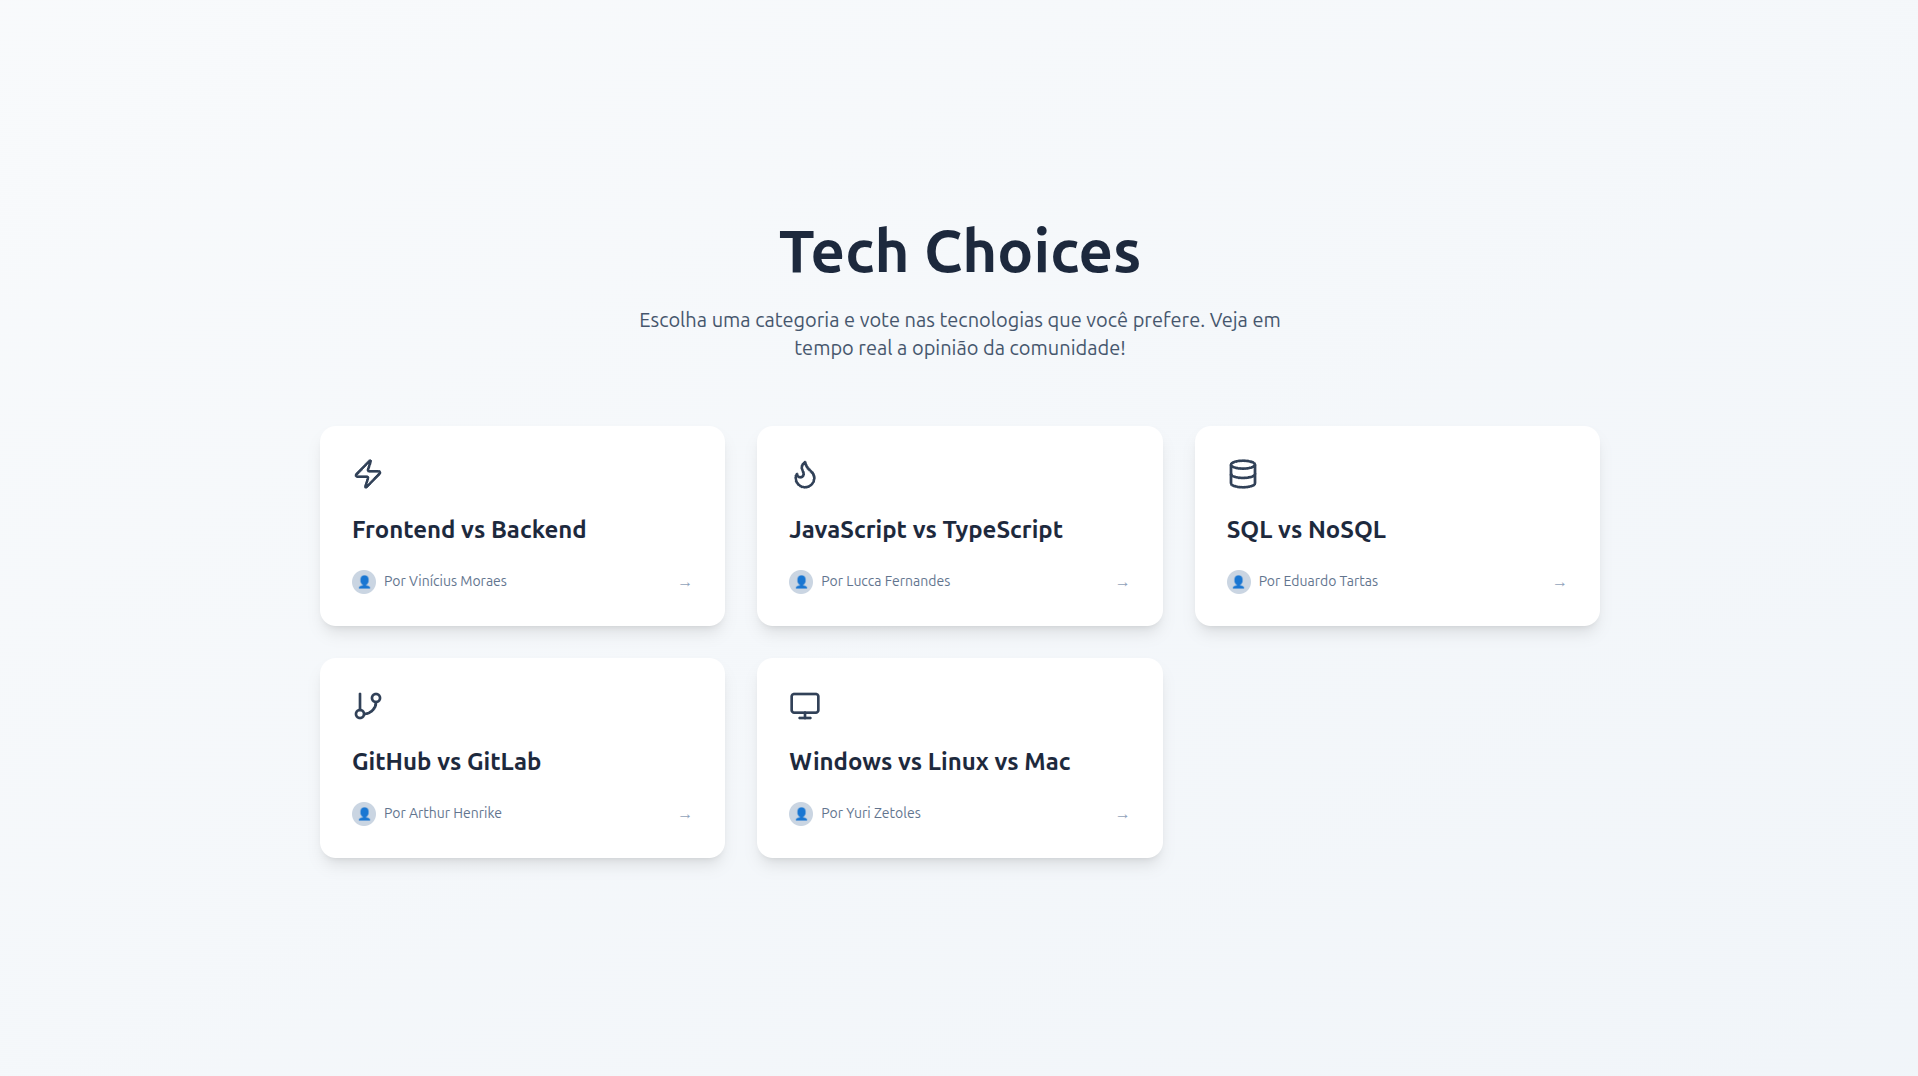 Tech Choices
Escolha uma categoria e vote nas tecnologias que você prefere. Veja em
tempo real a opinião da comunidade!
Frontend vs Backend
Por Vinícius Moraes →
JavaScript vs TypeScript
Por Lucca Fernandes →
SQL vs NoSQL
Por Eduardo Tartas →
GitHub vs GitLab
Por Arthur Henrike →
Windows vs Linux vs Mac
Por Yuri Zetoles →